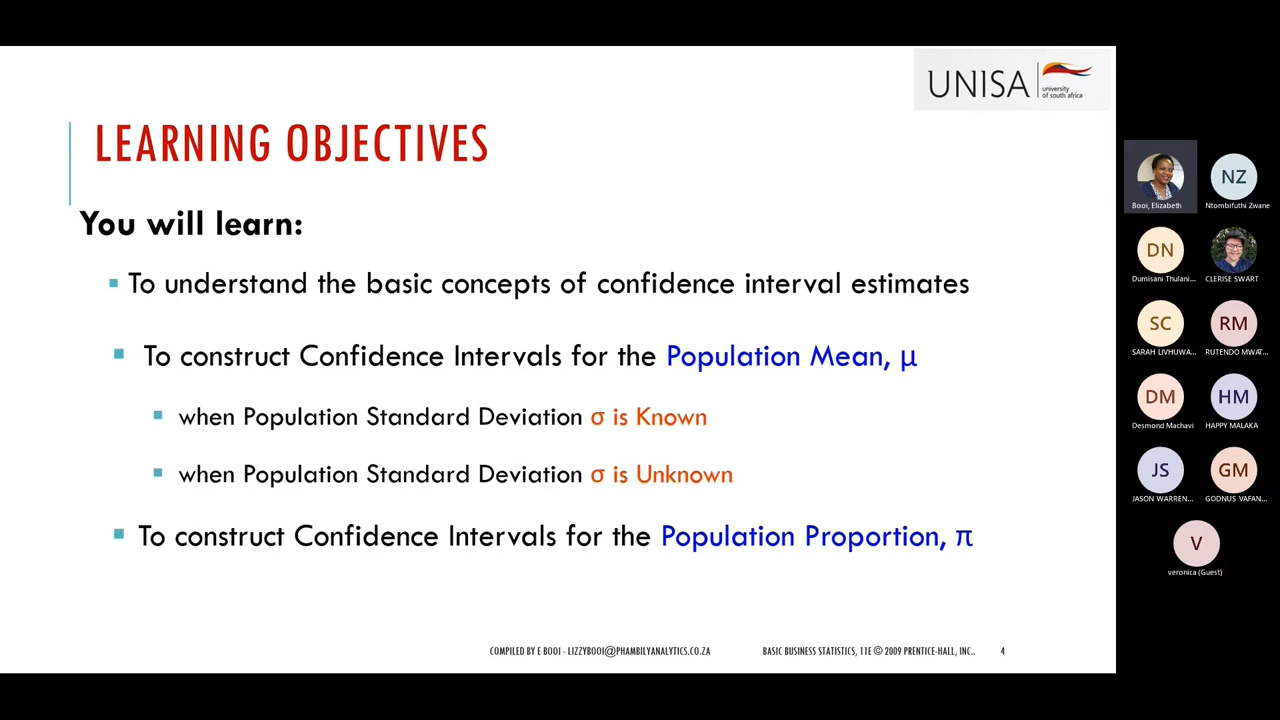 UNISA
university
of south africa
LEARNING OBJECTIVES
You will learn:
▪ To understand the basic concepts of confidence interval estimates
▪ To construct Confidence Intervals for the Population Mean, μ
▪ when Population Standard Deviation σ is Known
▪ when Population Standard Deviation σ is Unknown
▪ To construct Confidence Intervals for the Population Proportion, π
COMPILED BY E BOOI - LIZZYBOOI@PHAMBILYANALYTICS.CO.ZA
BASIC BUSINESS STATISTICS, 11E © 2009 PRENTICE-HALL, INC..
4
Booi, Elizabeth
NZ
Ntombifuthi Zwane
DN
Dumisani Thulani...
CLERISE SWART
SC
SARAH LIVHUWA...
RM
RUTENDO MWAT...
DM
Desmond Machavi
HM
HAPPY MALAKA
JS
JASON WARREN...
GM
GODNUS VAFAN...
V
veronica (Guest)